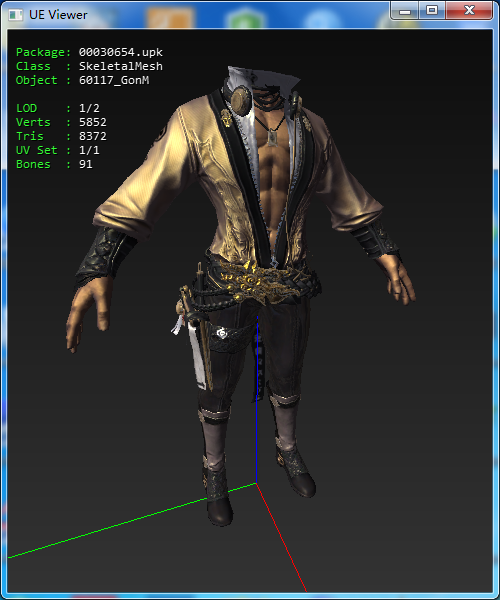 UE Viewer
Package: 00030654.upk
Class : SkeletalMesh
Object : 60117_GonM
LOD : 1/2
Verts : 5852
Tris : 8372
UV Set : 1/1
Bones : 91